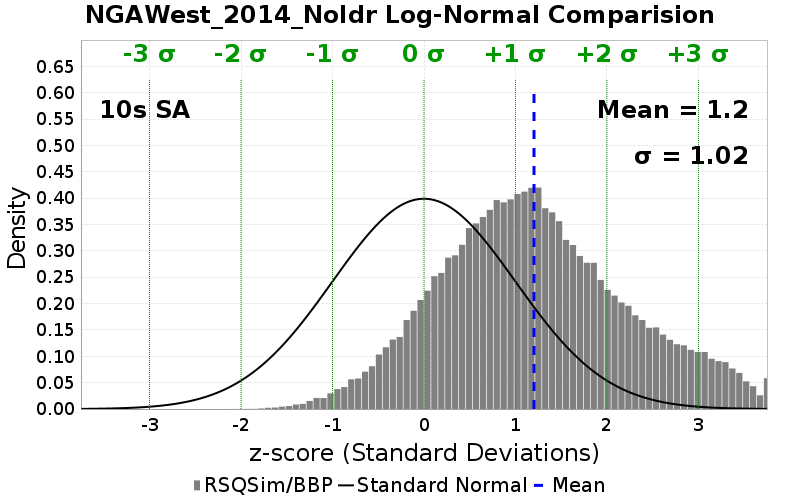 NGAWest_2014_NoIdr Log-Normal Comparision
-3 σ -2 σ -1 σ 0 σ +1 σ +2 σ +3 σ
10s SA
Mean = 1.2
σ = 1.02
Density
0.65
0.60
0.55
0.50
0.45
0.40
0.35
0.30
0.25
0.20
0.15
0.10
0.05
0.00
-3 -2 -1 0 1 2 3
z-score (Standard Deviations)
RSQSim/BBP Standard Normal Mean